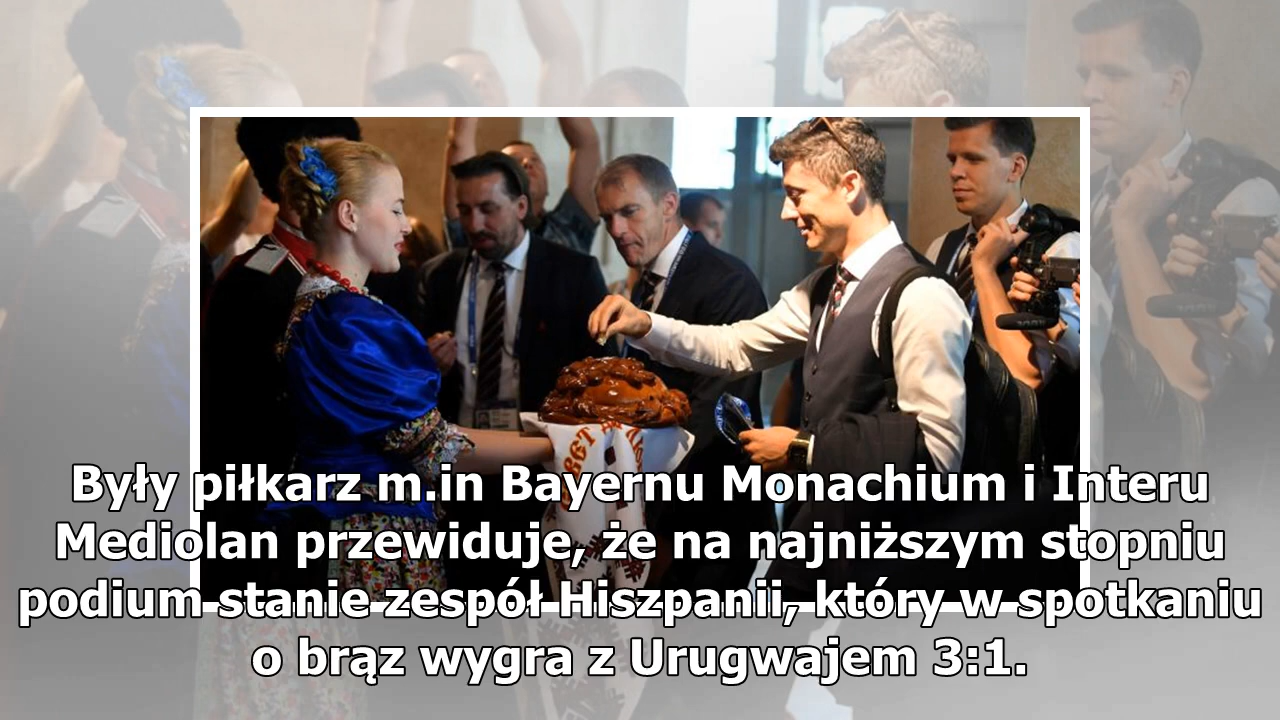 Były piłkarz m.in Bayernu Monachium i Interu
Mediolan przewiduje, że na najniższym stopniu
podium stanie zespół Hiszpanii, który w spotkaniu
o brąz wygra z Urugwajem 3:1.